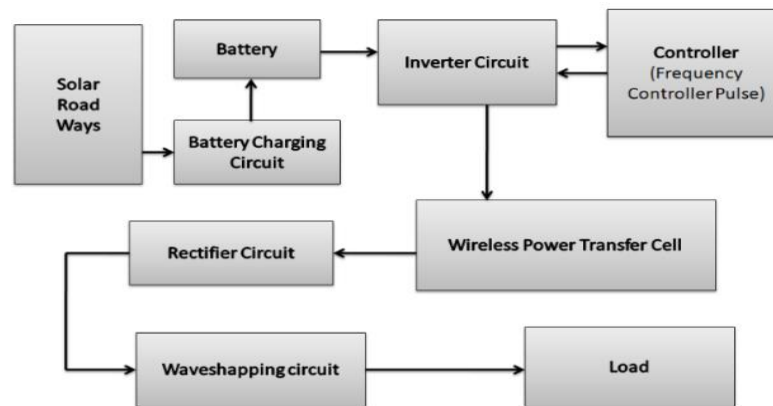 Solar
Road
Ways
Battery
Battery Charging
Circuit
Inverter Circuit
Controller
(Frequency
Controller Pulse)
Wireless Power Transfer Cell
Rectifier Circuit
Waveshapping circuit
Load